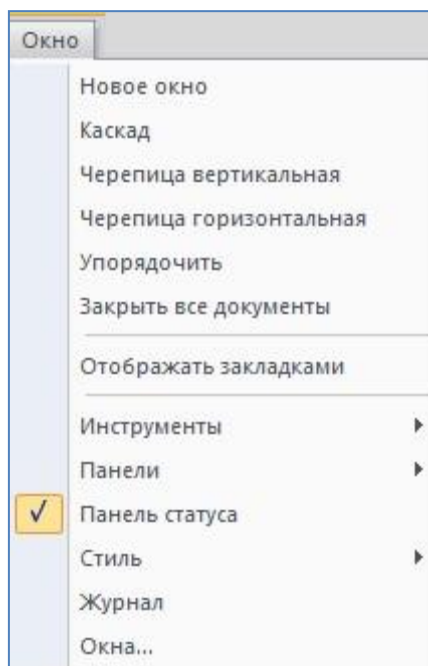 Окно
Новое окно
Каскад
Черепица вертикальная
Черепица горизонтальная
Упорядочить
Закрыть все документы
Отображать закладками
Инструменты
Панели
Панель статуса
Стиль
Журнал
Окна...